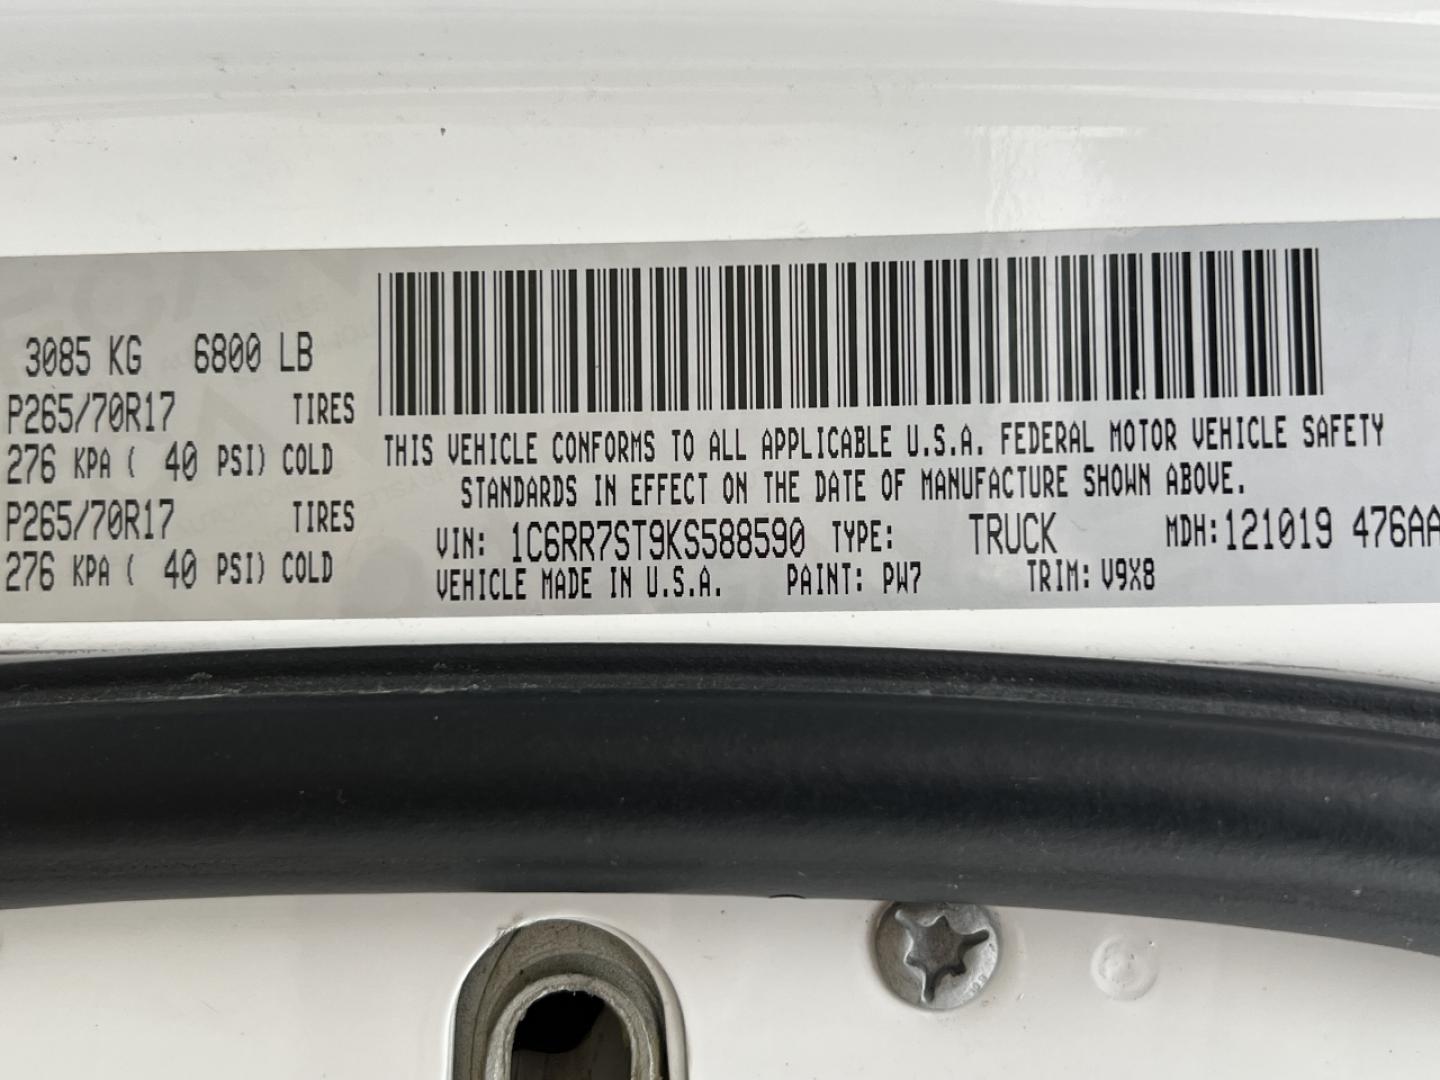 3085 KG 6800 LB
P265/70R17 TIRES
276 KPA ( 40 PSI) COLD
P265/70R17 TIRES
276 KPA ( 40 PSI) COLD
THIS VEHICLE CONFORMS TO ALL APPLICABLE U.S.A. FEDERAL MOTOR VEHICLE SAFETY
STANDARDS IN EFFECT ON THE DATE OF MANUFACTURE SHOWN ABOVE.
VIN: 1C6RR7ST9KS588590 TYPE: TRUCK MDH:121019 476AA
VEHICLE MADE IN U.S.A. PAINT: PW7 TRIM: V9X8